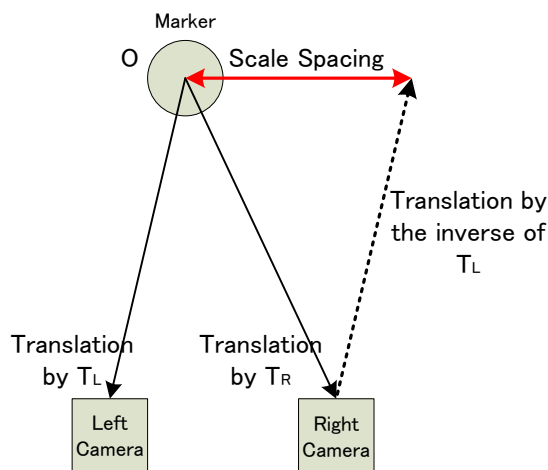 Marker
O
Scale Spacing
Translation by
the inverse of
TL
Translation
by TL
Translation
by TR
Left
Camera
Right
Camera